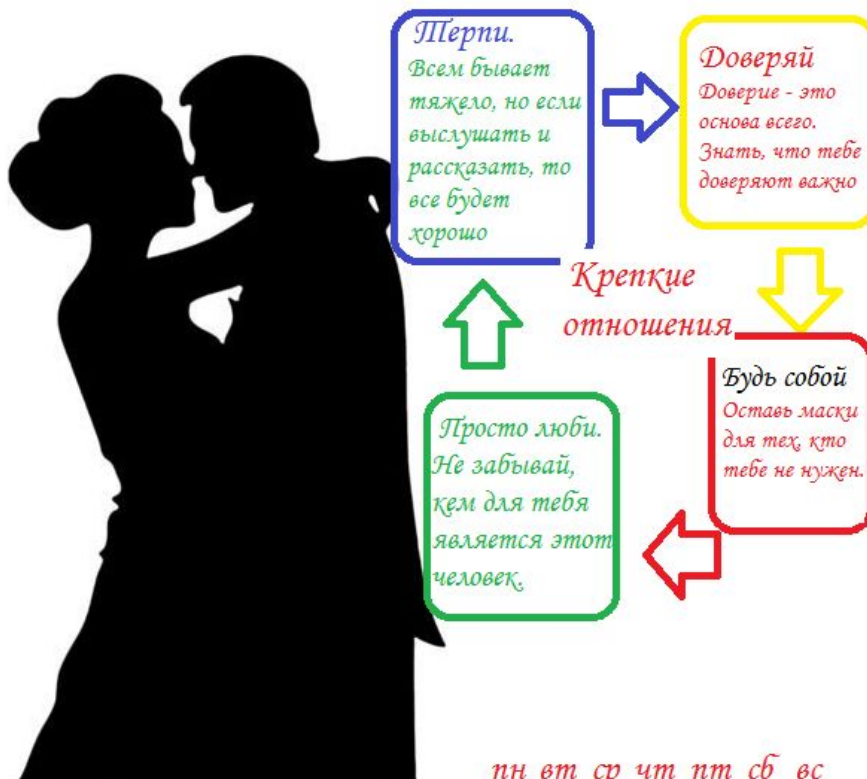 Терпи.
Всем бывает
тяжело, но если
выслушать и
рассказать, то
все будет
хорошо
Доверяй
Доверие - это
основа всего.
Знать, что тебе
доверяют важно
Крепкие
отношения
Будь собой
Оставь маски
для тех, кто
тебе не нужен.
Просто люби.
Не забывай,
кем для тебя
является этот
человек.
пн вт ср чт пт сб вс